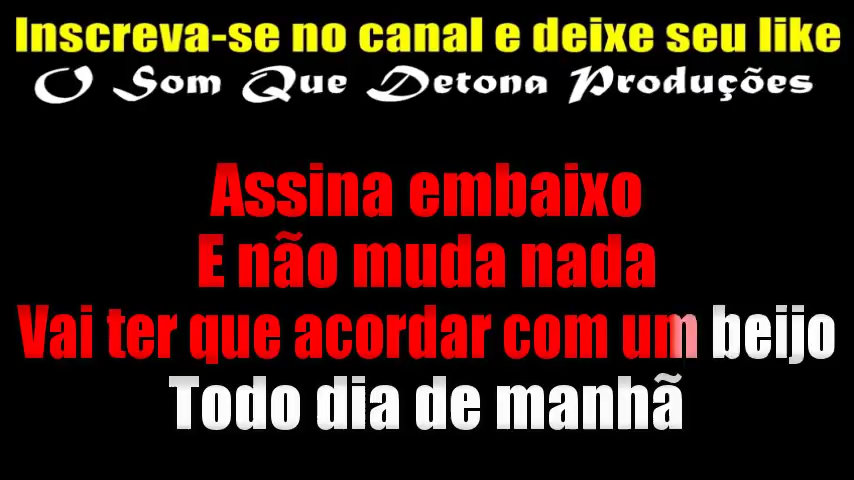 Inscreva-se no canal e deixe seu like
O Som Que Detona Produções
Assina embaixo
E não muda nada
Vai ter que acordar com um beijo
Todo dia de manhã